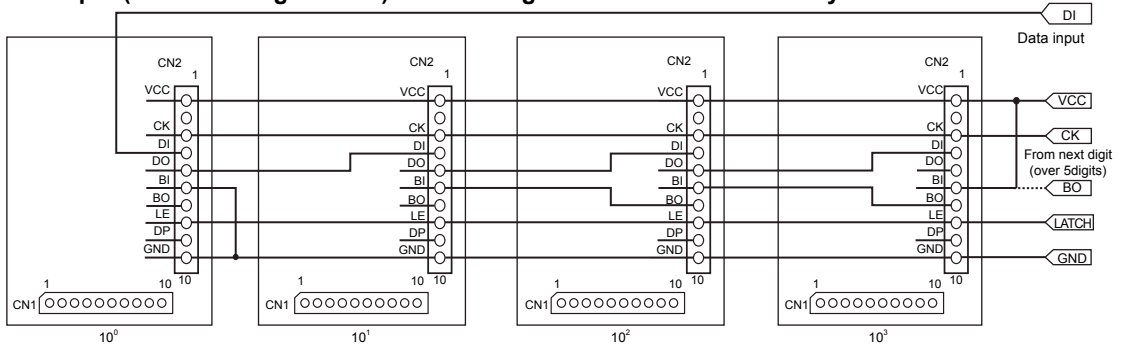 DI
Data input
CN2 CN2 CN2 CN2
1 1 1 1
VCC VCC VCC VCC VCC
CK CK CK CK CK
DI DI DI DI
From next digit
(over 5digits)
DO DO DO DO
BI BI BI BI
BO
BO BO BO BO
LE LE LE LE
LATCH
DP DP DP DP
GND GND GND GND GND
1 10 10 1 10 10 1 10 10 1 10 10
CN1 CN1 CN1 CN1
10⁰ 10¹ 10² 10³